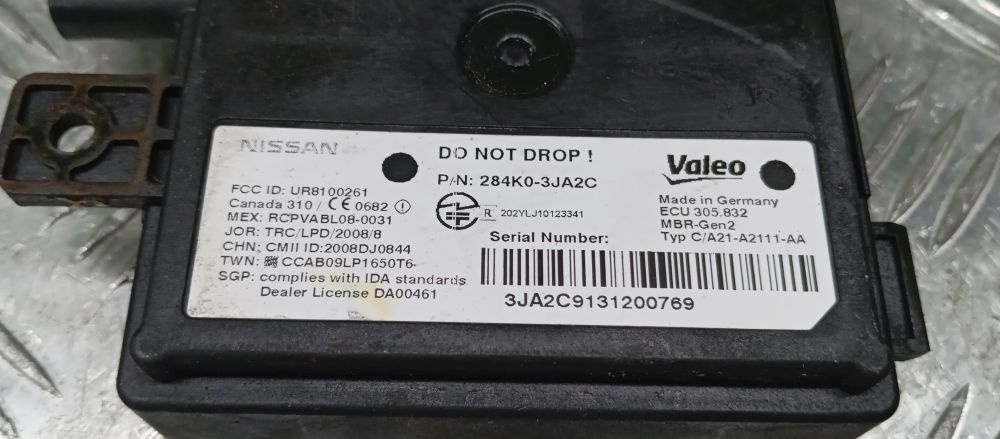 NISSAN
DO NOT DROP !
Valeo
P/N: 284K0-3JA2C
FCC ID: UR8100261
Canada 310 / CE 0682
MEX: RCPVABL08-0031
JOR: TRC/LPD/2008/8
CHN: CMII ID:2008DJ0844
TWN: CCAB09LP1650T6
SGP: complies with IDA standards
Dealer License DA00461
R 202YLJ10123341
Made in Germany
ECU 305.832
MBR-Gen2
Typ C/A21-A2111-AA
Serial Number:
3JA2C9131200769